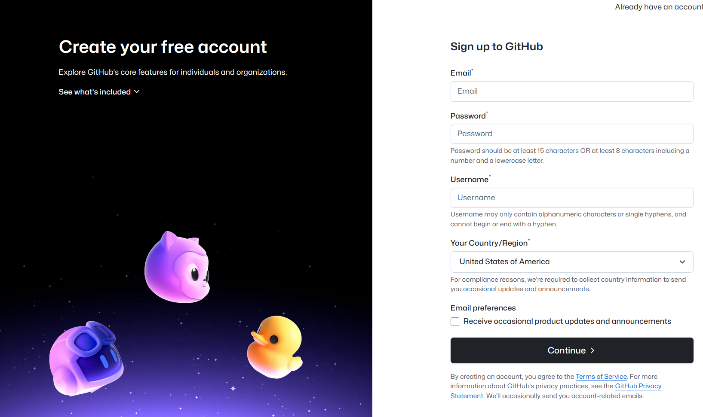 Already have an account
Create your free account
Explore GitHub's core features for individuals and organizations.
See what's included
Sign up to GitHub
Email*
Email
Password*
Password
Password should be at least 15 characters OR at least 8 characters including a
number and a lowercase letter.
Username*
Username
Username may only contain alphanumeric characters or single hyphens, and
cannot begin or end with a hyphen.
Your Country/Region*
United States of America
For compliance reasons, we're required to collect country information to send
you occasional updates and announcements.
Email preferences
Receive occasional product updates and announcements
Continue
By creating an account, you agree to the Terms of Service. For more
information about GitHub's privacy practices, see the GitHub Privacy
Statement. We'll occasionally send you account-related emails.